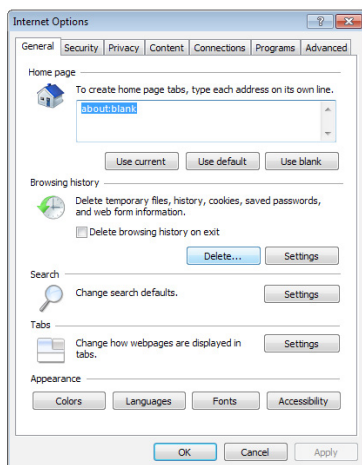 Internet Options
General Security Privacy Content Connections Programs Advanced
Home page
To create home page tabs, type each address on its own line.
about:blank
Use current Use default Use blank
Browsing history
Delete temporary files, history, cookies, saved passwords,
and web form information.
Delete browsing history on exit
Delete... Settings
Search
Change search defaults. Settings
Tabs
Change how webpages are displayed in
tabs.
Settings
Appearance
Colors Languages Fonts Accessibility
OK Cancel Apply